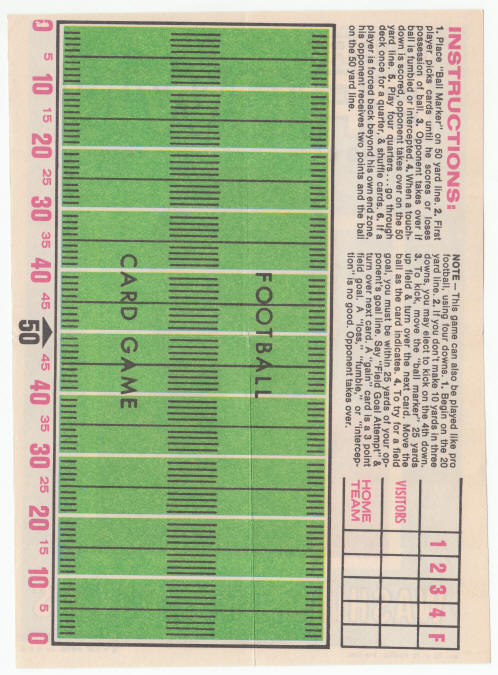 INSTRUCTIONS:
1. Place "Ball Marker" on 50 yard line. 2. First
player picks cards until he scores or loses
possession of ball. 3. Opponent takes over if
ball is fumbled or intercepted. 4. When a touch-
down is scored, opponent takes over on the 50
yard line. 5. Play four quarters...go through
deck once for a quarter, & shuffle cards. 6. If a
player is forced back beyond his own end zone,
his opponent receives two points and the ball
on the 50 yard line.
NOTE — This game can also be played like pro
football, using four downs. 1. Begin on the 20
yard line. 2. If you don't make 10 yards in three
downs, you may elect to kick on the 4th down.
3. To kick, move the "ball marker" 25 yards
up field & turn over the next card. Move the
ball as the card indicates. 4. To try for a field
goal, you must be within 25 yards of your op-
ponent's goal line. Say "Field Goal Attempt" &
turn over next card. A "gain" card is a 3 point
field goal. A "loss," "fumble," or "intercep-
tion" is no good. Opponent takes over.
1 2 3 4 F
VISITORS
HOME
TEAM
FOOTBALL
CARD GAME
0 5 10 15 20 25 30 35 40 45 50 45 40 35 30 25 20 15 10 5 0